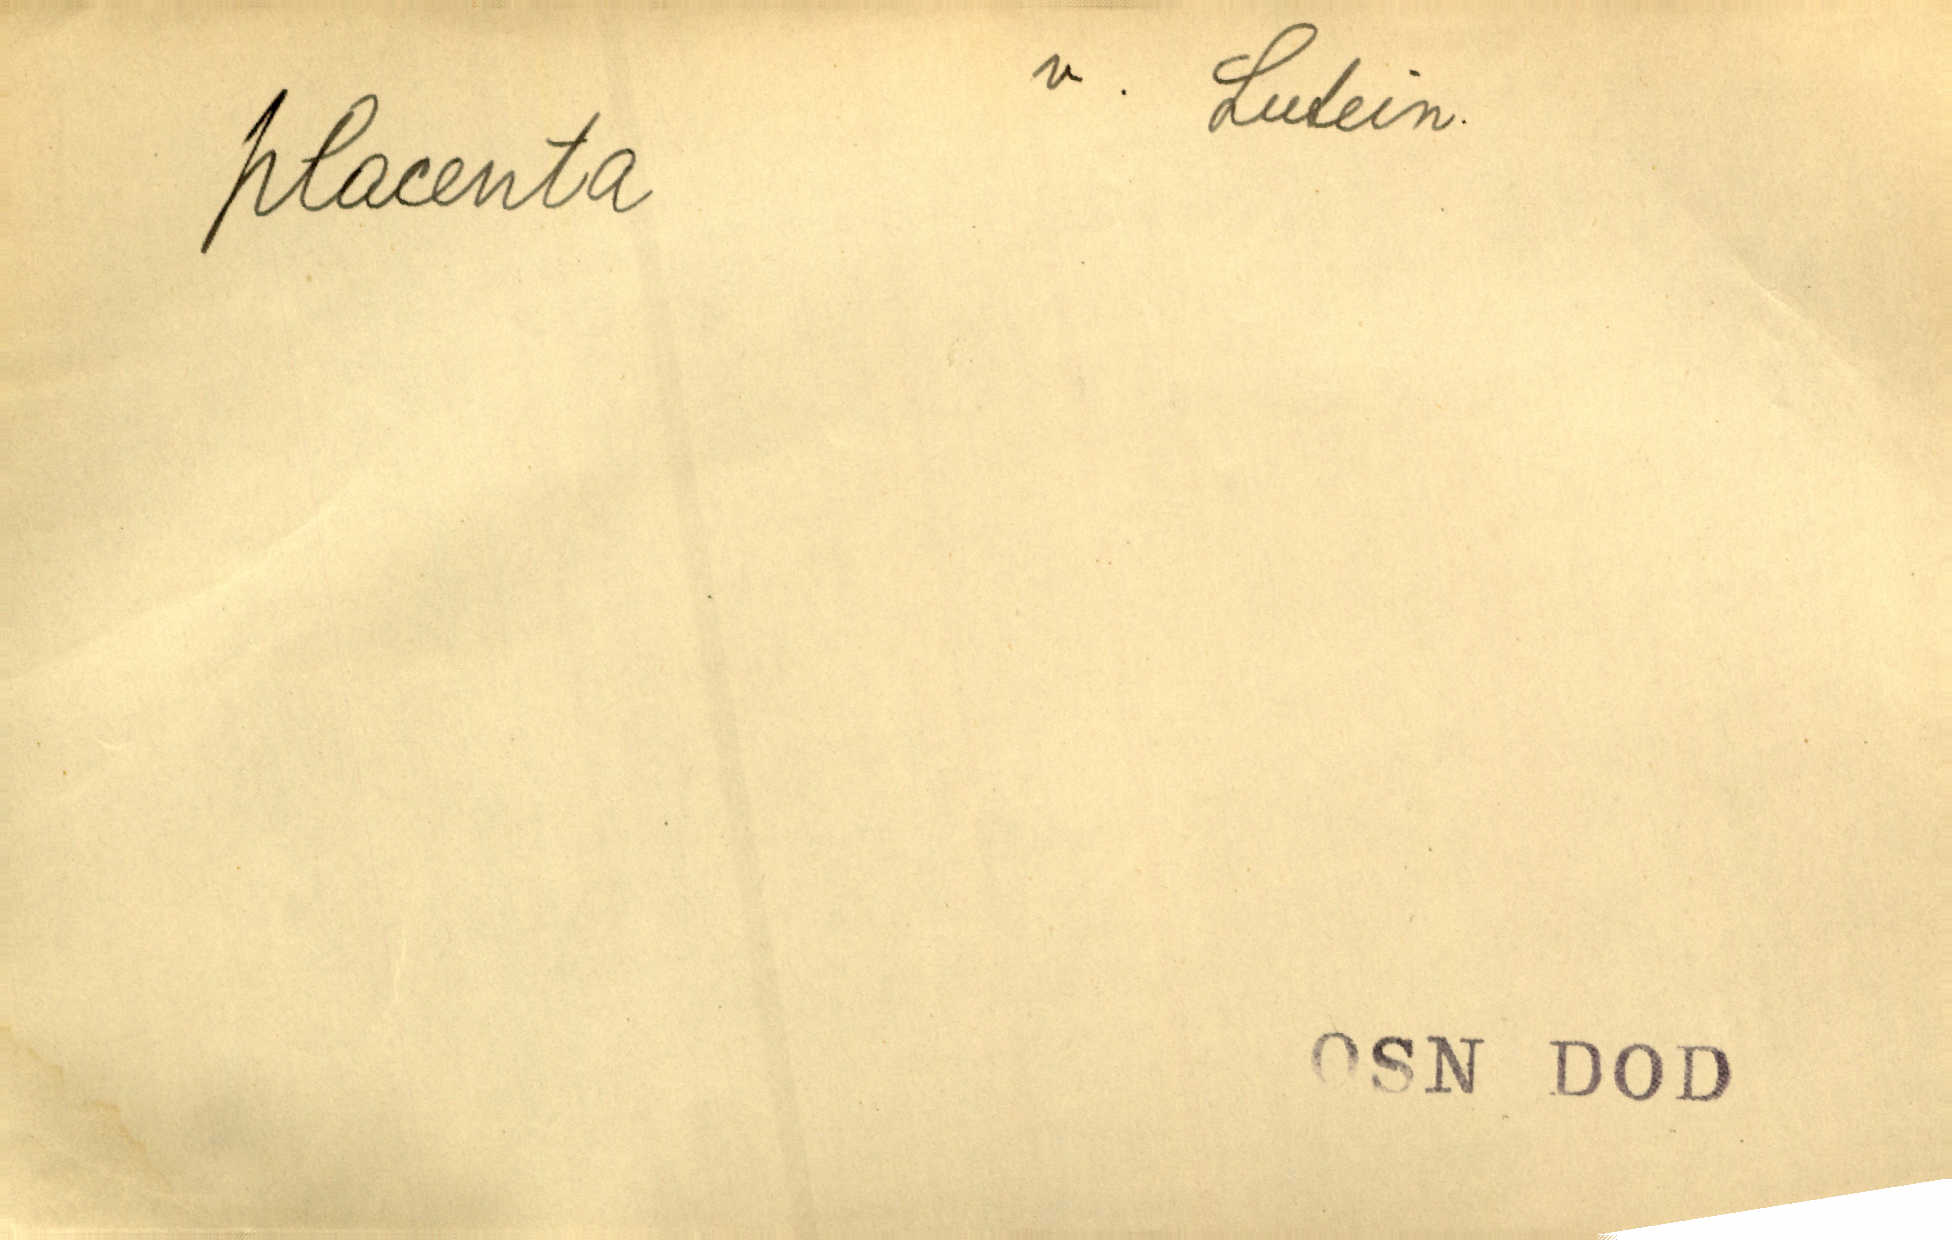 v. Lutein.
placenta
OSN DOD